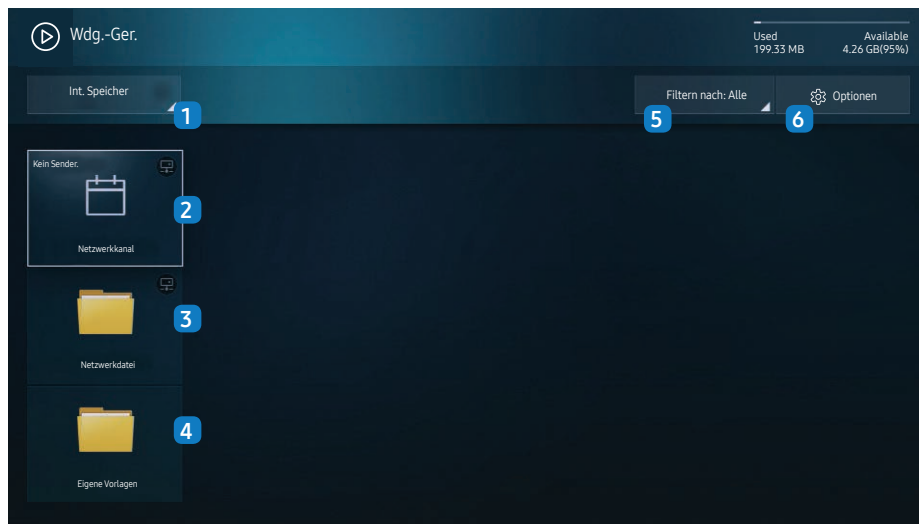 Wdg.-Ger.
Used Available
199.33 MB 4.26 GB(95%)
Int. Speicher
1
Filtern nach: Alle
5
Optionen
6
Kein Sender.
2
Netzwerkkanal
3
Netzwerkdatei
4
Eigene Vorlagen